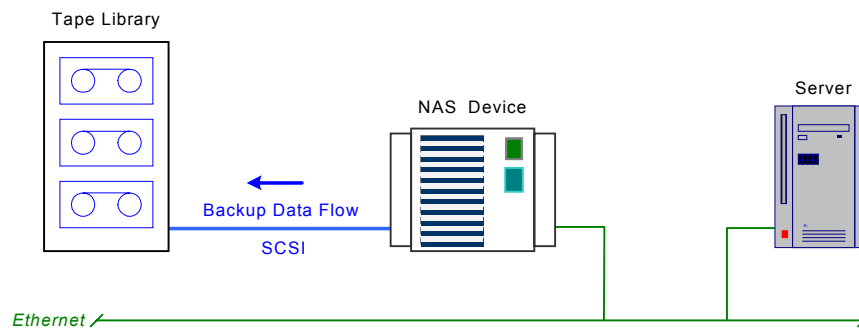 Tape Library
Server
NAS Device
Backup Data Flow
SCSI
Ethernet